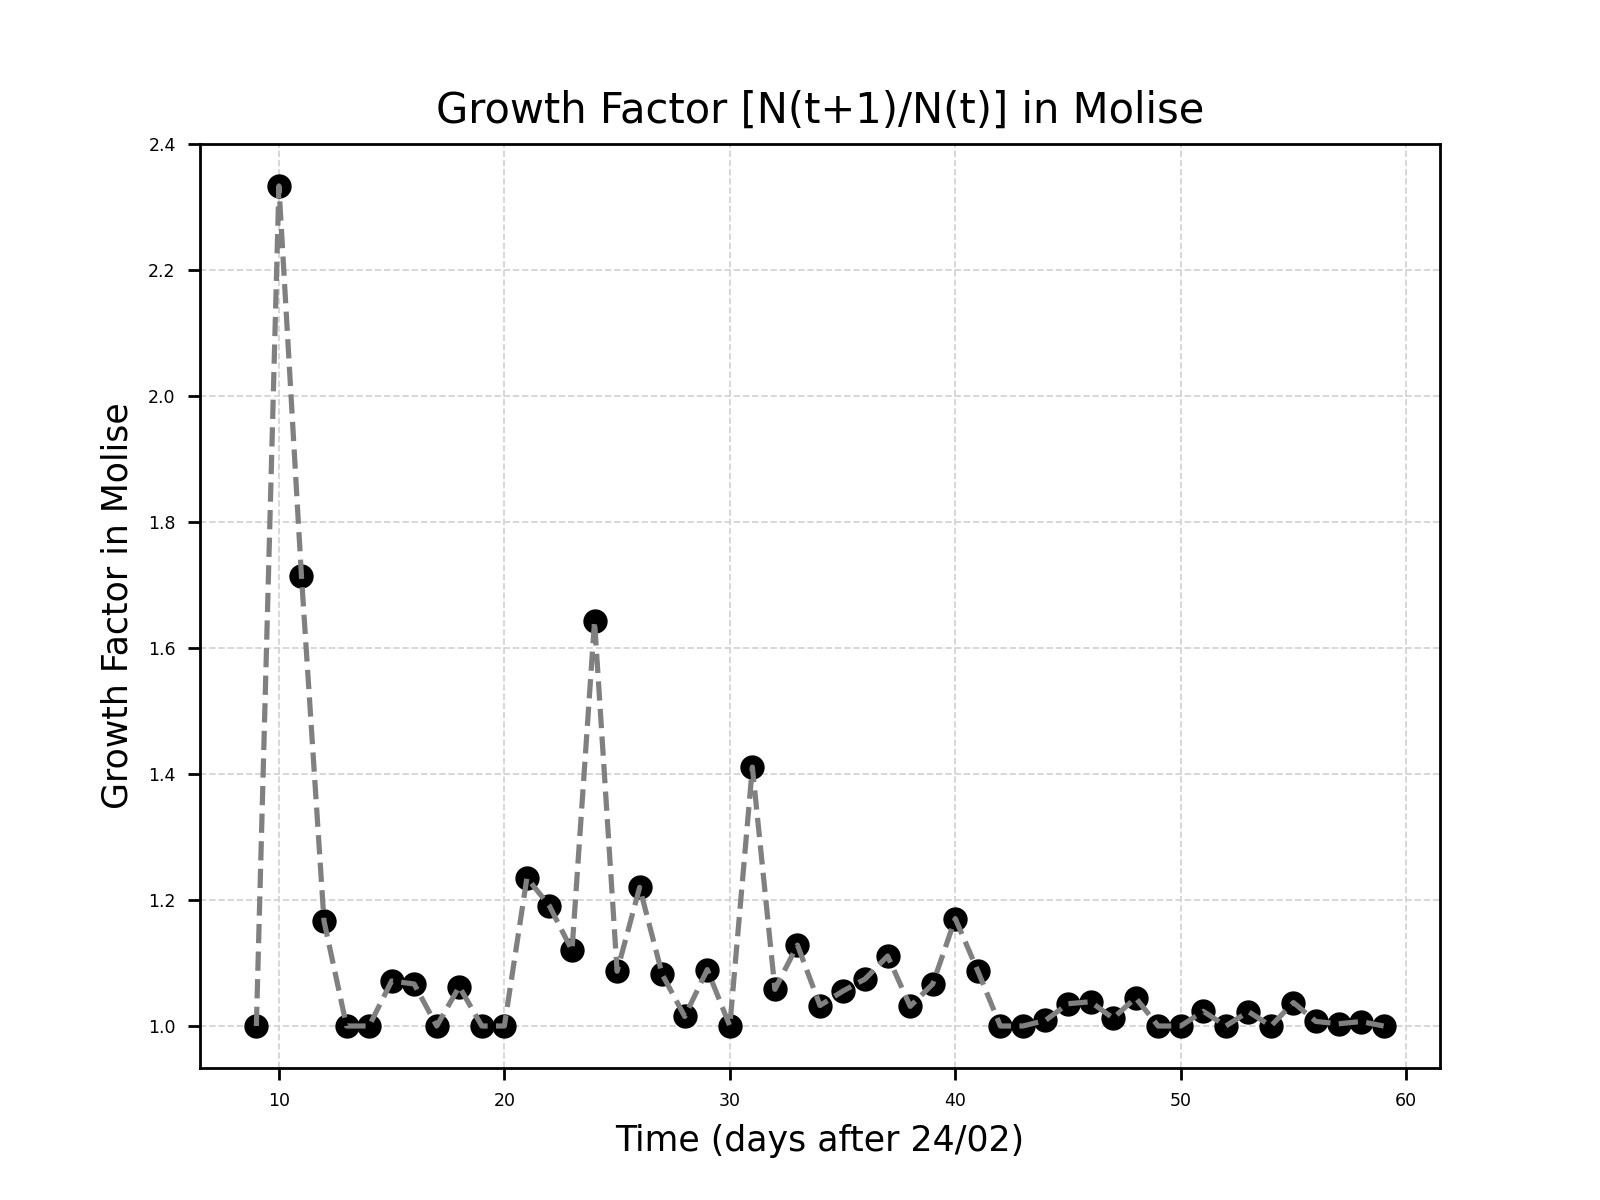 Growth Factor [N(t+1)/N(t)] in Molise
2.4
2.2
2.0
1.8
1.6
1.4
1.2
1.0
Growth Factor in Molise
10 20 30 40 50 60
Time (days after 24/02)